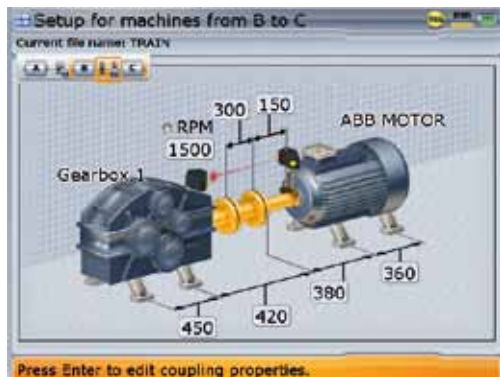 Setup for machines from B to C
Current file name: TRAIN
A B C
300 150
RPM
1500
ABB MOTOR
Gearbox 1
450 420 380 360
Press Enter to edit coupling properties.